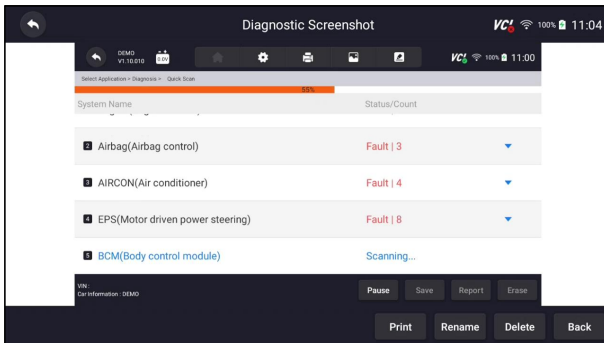 Diagnostic Screenshot VCI 100% 11:04
DEMO
V1.10.010 0.0V VCI 100% 11:00
Select Application > Diagnosis > Quick Scan
55%
System Name Status/Count
2 Airbag(Airbag control) Fault | 3
3 AIRCON(Air conditioner) Fault | 4
4 EPS(Motor driven power steering) Fault | 8
5 BCM(Body control module) Scanning...
VIN :
Car Information : DEMO
Pause Save Report Erase
Print Rename Delete Back